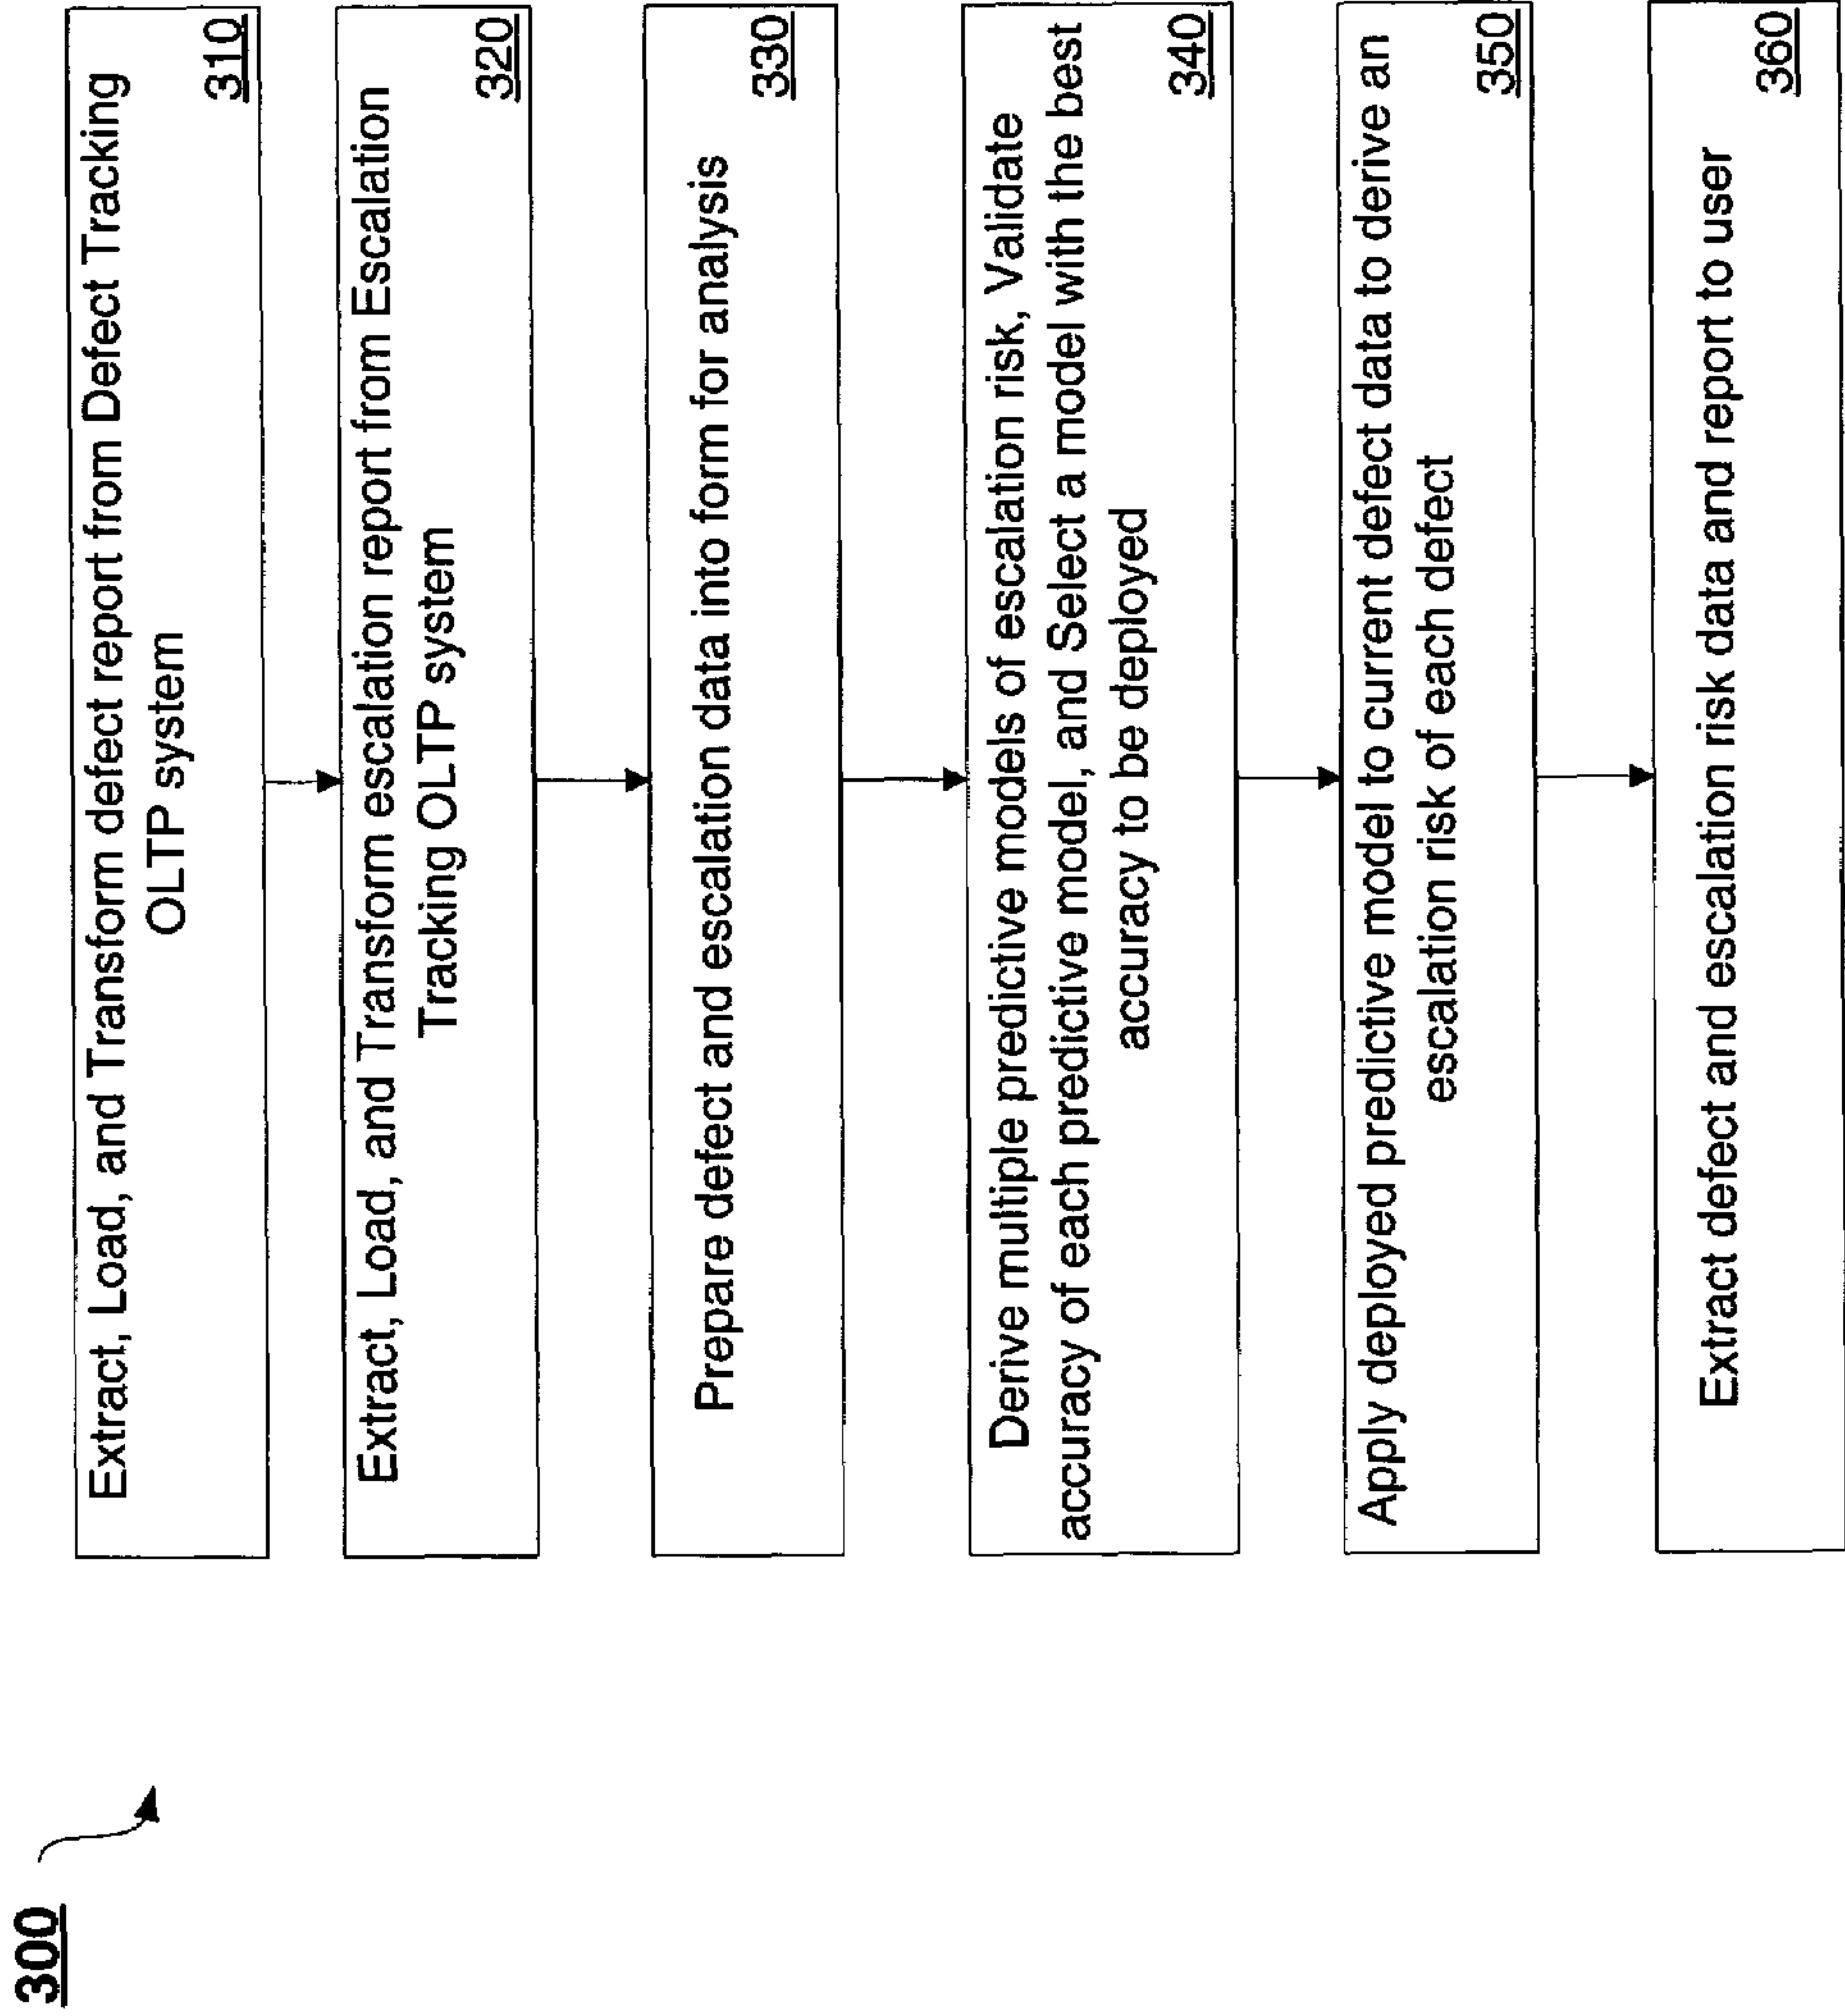 300
Extract, Load, and Transform defect report from Defect Tracking
OLTP system
310
Extract, Load, and Transform escalation report from Escalation
Tracking OLTP system
320
Prepare defect and escalation data into form for analysis
330
Derive multiple predictive models of escalation risk, Validate
accuracy of each predictive model, and Select a model with the best
accuracy to be deployed
340
Apply deployed predictive model to current defect data to derive an
escalation risk of each defect
350
Extract defect and escalation risk data and report to user
360